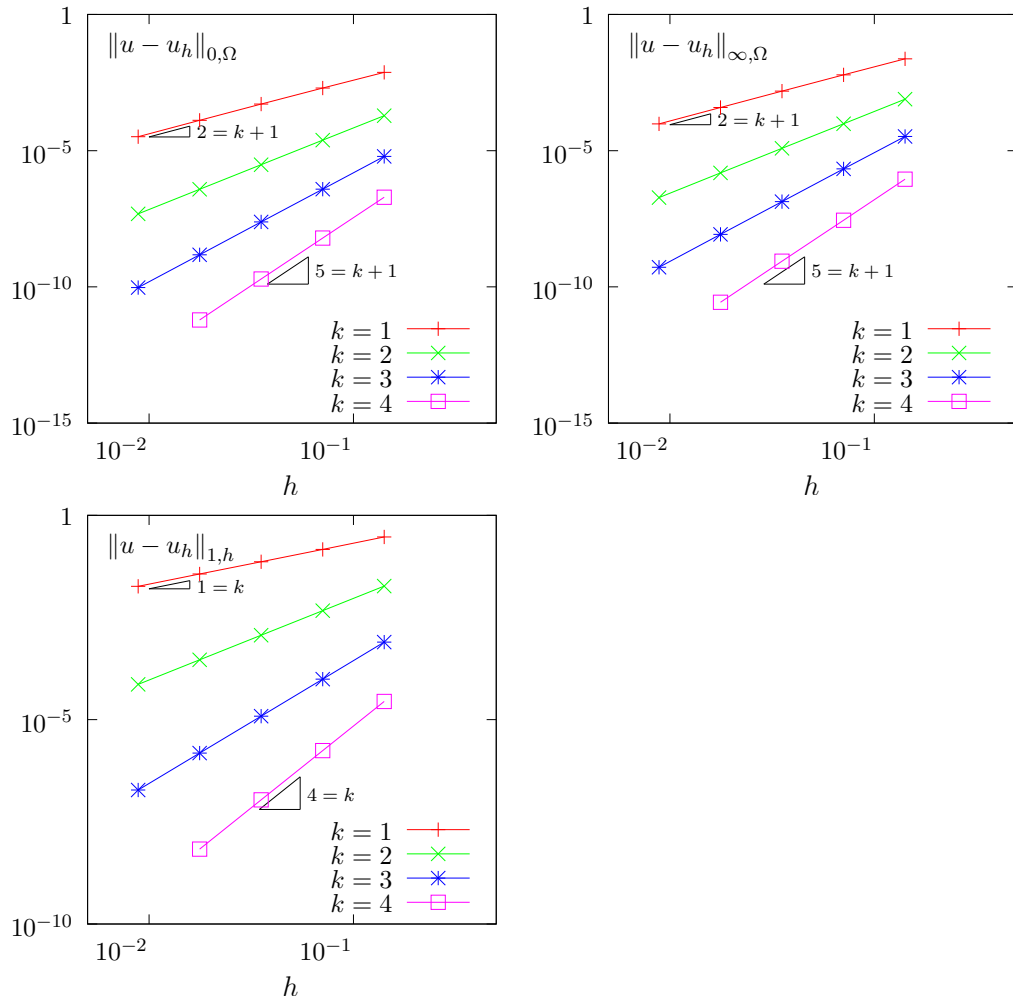 1
‖u − u_h‖_{0,Ω}
2 = k + 1
10^{−5}
5 = k + 1
10^{−10}
k = 1
k = 2
k = 3
k = 4
10^{−15}
10^{−2} 10^{−1}
h
1
‖u − u_h‖_{∞,Ω}
2 = k + 1
10^{−5}
5 = k + 1
10^{−10}
k = 1
k = 2
k = 3
k = 4
10^{−15}
10^{−2} 10^{−1}
h
1
‖u − u_h‖_{1,h}
1 = k
10^{−5}
4 = k
k = 1
k = 2
k = 3
k = 4
10^{−10}
10^{−2} 10^{−1}
h